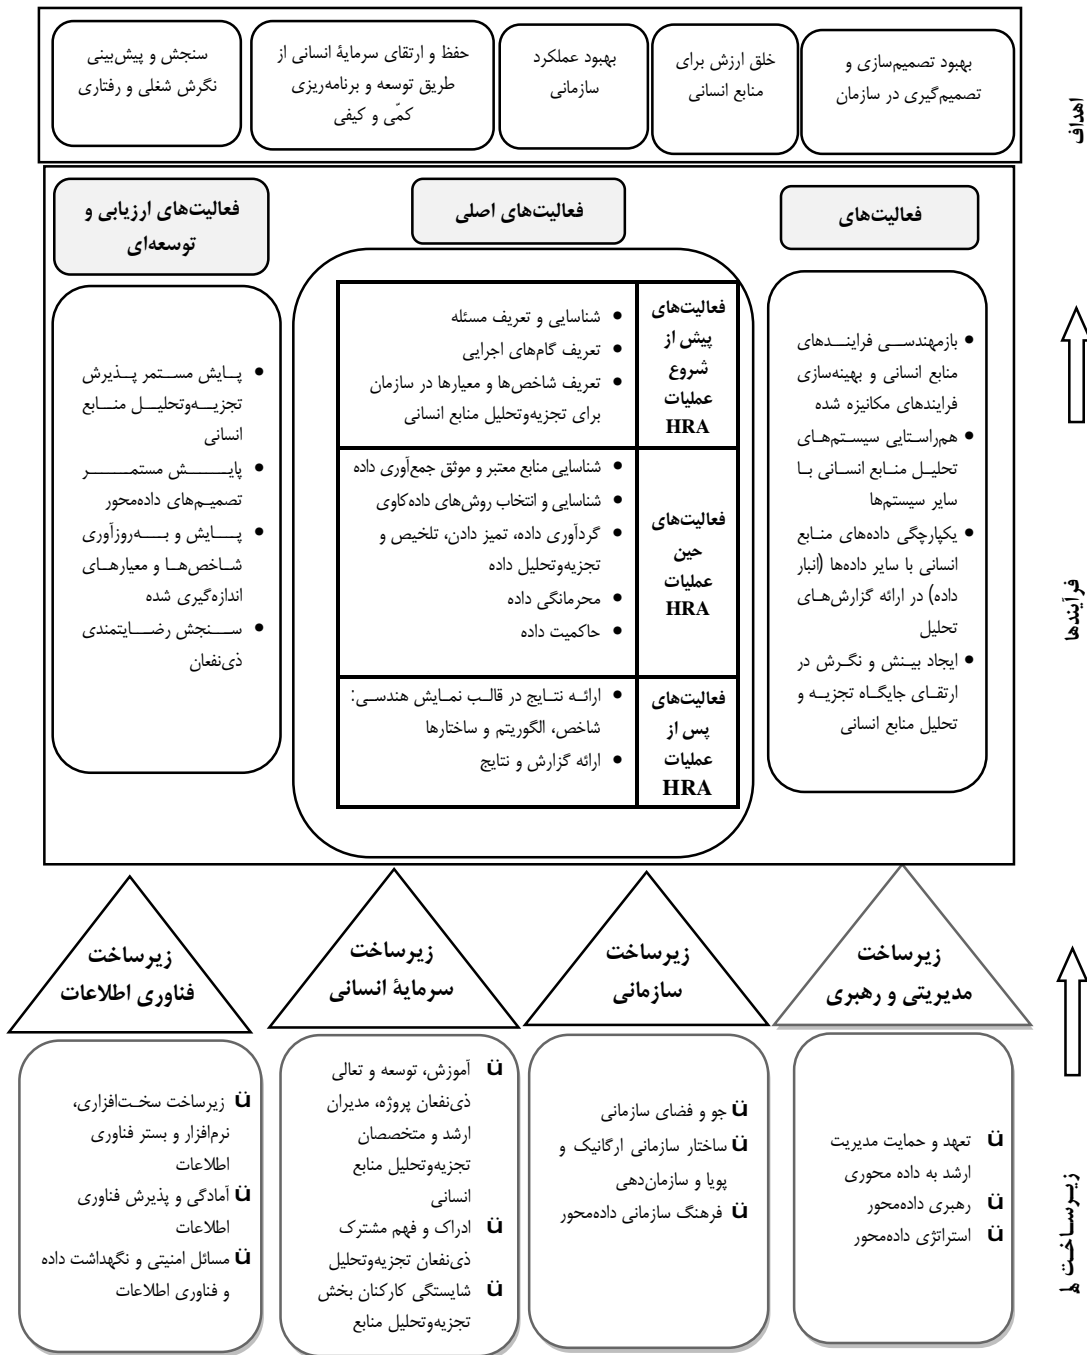 اهداف
بهبود تصمیم‌سازی و
تصمیم‌گیری در سازمان
خلق ارزش برای
منابع انسانی
بهبود عملکرد
سازمانی
حفظ و ارتقای سرمایۀ انسانی از
طریق توسعه و برنامه‌ریزی
کمّی و کیفی
سنجش و پیش‌بینی
نگرش شغلی و رفتاری
فرآیندها
فعالیت‌های
● بازمهندسی فرایندهای
منابع انسانی و بهینه‌سازی
فرایندهای مکانیزه شده
● هم‌راستایی سیستم‌های
تحلیل منابع انسانی با
سایر سیستم‌ها
● یکپارچگی داده‌های منابع
انسانی با سایر داده‌ها (انبار
داده) در ارائه گزارش‌های
تحلیل
● ایجاد بینش و نگرش در
ارتقای جایگاه تجزیه و
تحلیل منابع انسانی
فعالیت‌های اصلی
فعالیت‌های
پیش از
شروع
عملیات
HRA
● شناسایی و تعریف مسئله
● تعریف گام‌های اجرایی
● تعریف شاخص‌ها و معیارها در سازمان
برای تجزیه‌وتحلیل منابع انسانی
فعالیت‌های
حین
عملیات
HRA
● شناسایی منابع معتبر و موثق جمع‌آوری داده
● شناسایی و انتخاب روش‌های داده‌کاوی
● گردآوری داده، تمیز دادن، تلخیص و
تجزیه‌وتحلیل داده
● محرمانگی داده
● حاکمیت داده
فعالیت‌های
پس از
عملیات
HRA
● ارائه نتایج در قالب نمایش هندسی:
شاخص، الگوریتم و ساختارها
● ارائه گزارش و نتایج
فعالیت‌های ارزیابی و
توسعه‌ای
● پایش مستمر پذیرش
تجزیه‌وتحلیل منابع
انسانی
● پایش مستمر
تصمیم‌های داده‌محور
● پایش و به‌روزآوری
شاخص‌ها و معیارهای
اندازه‌گیری شده
● سنجش رضایتمندی
ذی‌نفعان
زیرساخت ها
زیرساخت
مدیریتی و رهبری
ü تعهد و حمایت مدیریت
ارشد به داده محوری
ü رهبری داده‌محور
ü استراتژی داده‌محور
زیرساخت
سازمانی
ü جو و فضای سازمانی
ü ساختار سازمانی ارگانیک و
پویا و سازمان‌دهی
ü فرهنگ سازمانی داده‌محور
زیرساخت
سرمایۀ انسانی
ü آموزش، توسعه و تعالی
ذی‌نفعان پروژه، مدیران
ارشد و متخصصان
تجزیه‌وتحلیل منابع
انسانی
ü ادراک و فهم مشترک
ذی‌نفعان تجزیه‌وتحلیل
ü شایستگی کارکنان بخش
تجزیه‌وتحلیل منابع
زیرساخت
فناوری اطلاعات
ü زیرساخت سخت‌افزاری،
نرم‌افزار و بستر فناوری
اطلاعات
ü آمادگی و پذیرش فناوری
اطلاعات
ü مسائل امنیتی و نگهداشت داده
و فناوری اطلاعات